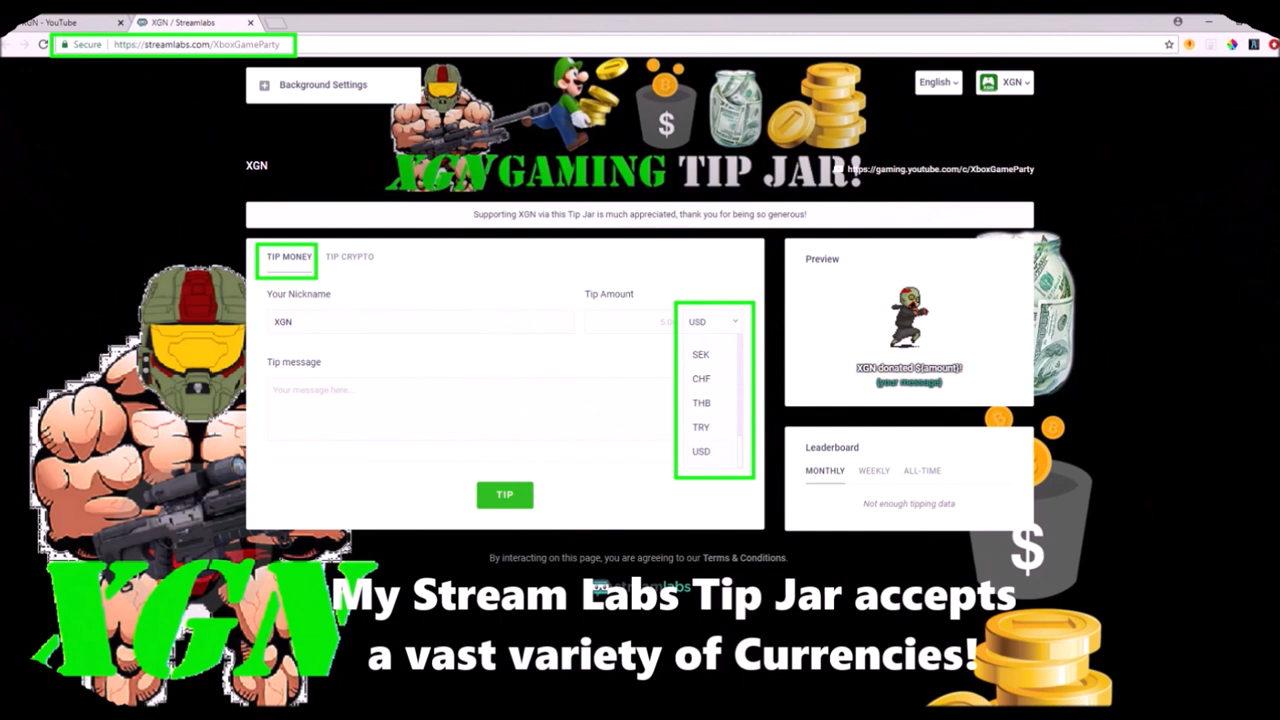 XGN - YouTube
XGN / Streamlabs
Secure
https://streamlabs.com/XboxGameParty
Background Settings
$
English
XGN
XGN
XGN GAMING TIP JAR!
https://gaming.youtube.com/c/XboxGameParty
Supporting XGN via this Tip Jar is much appreciated, thank you for being so generous!
TIP MONEY TIP CRYPTO
Your Nickname
Tip Amount
XGN
USD
Tip message
Your message here...
SEK
CHF
THB
TRY
USD
TIP
Preview
XGN donated ${amount}!
{your message}
Leaderboard
MONTHLY WEEKLY ALL-TIME
Not enough tipping data
$
By interacting on this page, you are agreeing to our Terms & Conditions.
streamlabs
XGN
My Stream Labs Tip Jar accepts
a vast variety of Currencies!